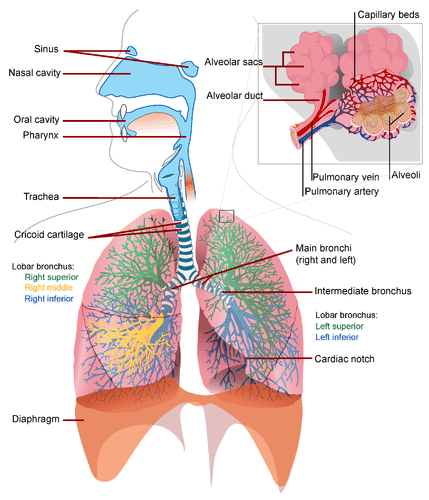 Capillary beds
Sinus
Nasal cavity
Alveolar sacs
Alveolar duct
Oral cavity
Pharynx
Alveoli
Pulmonary vein
Pulmonary artery
Trachea
Cricoid cartilage
Main bronchi
(right and left)
Lobar bronchus:
Right superior
Right middle
Right inferior
Intermediate bronchus
Lobar bronchus:
Left superior
Left inferior
Cardiac notch
Diaphragm